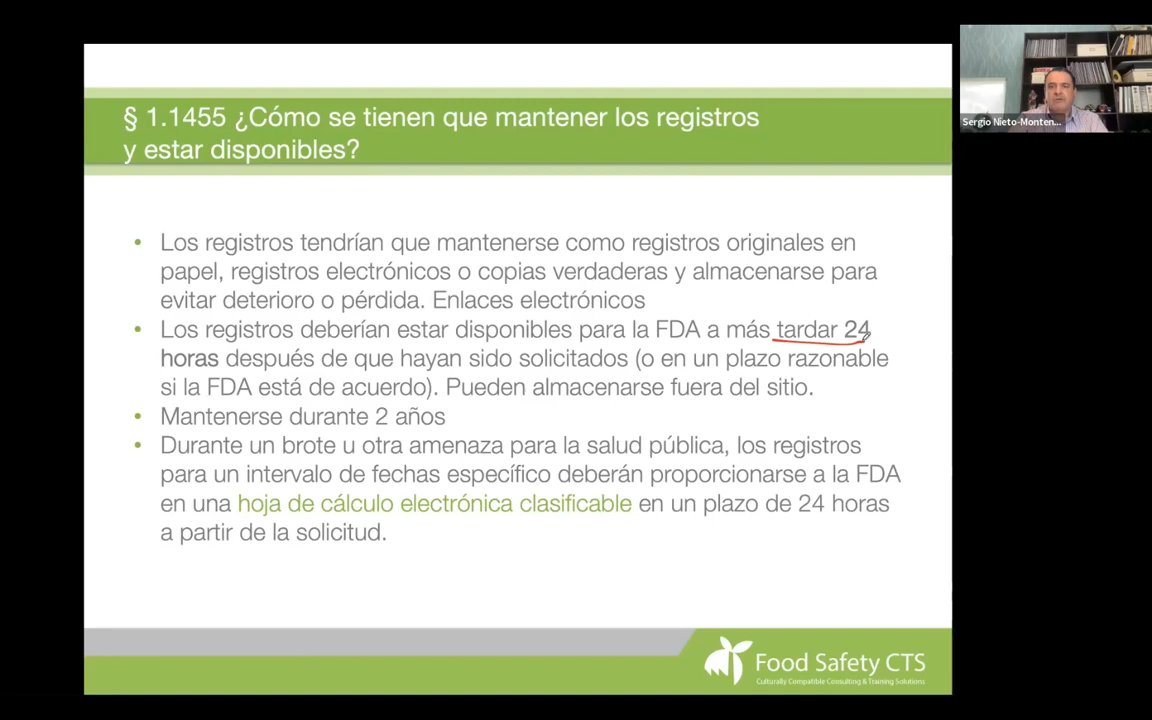 § 1.1455 ¿Cómo se tienen que mantener los registros
y estar disponibles?
Sergio Nieto-Monten...
• Los registros tendrían que mantenerse como registros originales en
papel, registros electrónicos o copias verdaderas y almacenarse para
evitar deterioro o pérdida. Enlaces electrónicos
• Los registros deberían estar disponibles para la FDA a más tardar 24
horas después de que hayan sido solicitados (o en un plazo razonable
si la FDA está de acuerdo). Pueden almacenarse fuera del sitio.
• Mantenerse durante 2 años
• Durante un brote u otra amenaza para la salud pública, los registros
para un intervalo de fechas específico deberán proporcionarse a la FDA
en una hoja de cálculo electrónica clasificable en un plazo de 24 horas
a partir de la solicitud.
Food Safety CTS
Culturally Compatible Consulting & Training Solutions